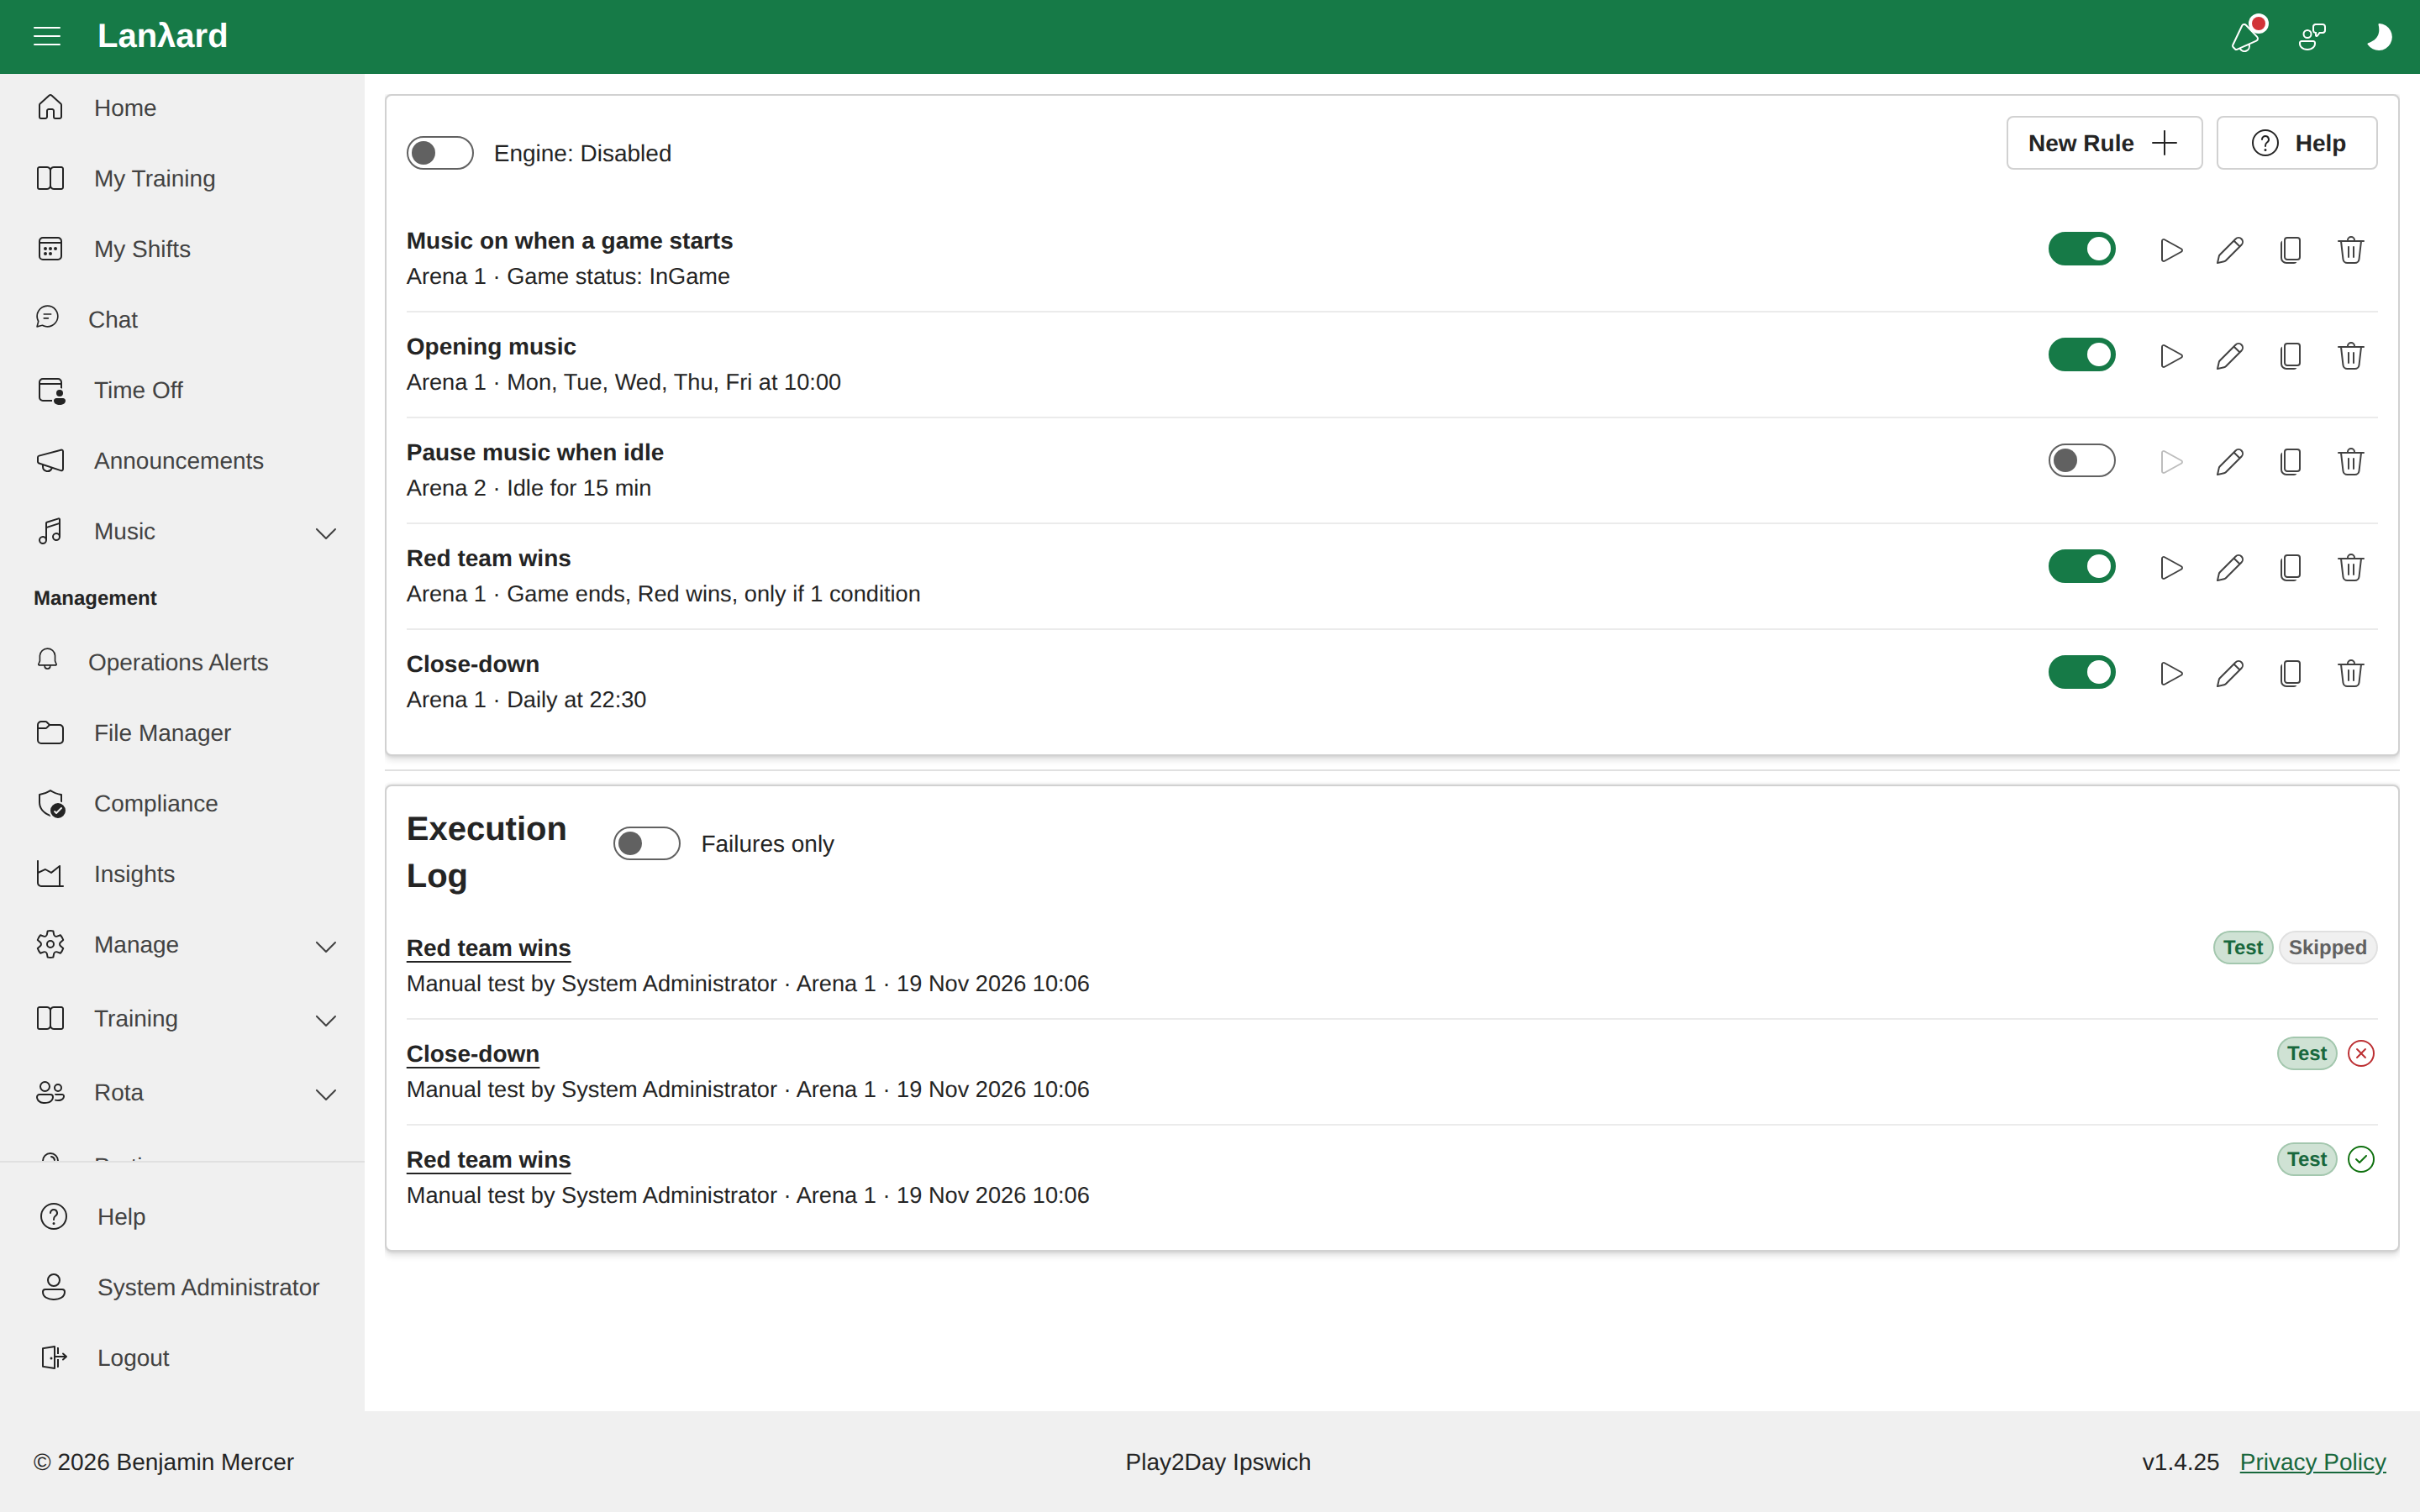 Lanλard
Home
My Training
My Shifts
Chat
Time Off
Announcements
Music
Management
Operations Alerts
File Manager
Compliance
Insights
Manage
Training
Rota
Help
System Administrator
Logout
Engine: Disabled
New Rule
Help
Music on when a game starts
Arena 1 · Game status: InGame
Opening music
Arena 1 · Mon, Tue, Wed, Thu, Fri at 10:00
Pause music when idle
Arena 2 · Idle for 15 min
Red team wins
Arena 1 · Game ends, Red wins, only if 1 condition
Close-down
Arena 1 · Daily at 22:30
Execution
Log
Failures only
Red team wins
Test Skipped
Manual test by System Administrator · Arena 1 · 19 Nov 2026 10:06
Close-down
Test
Manual test by System Administrator · Arena 1 · 19 Nov 2026 10:06
Red team wins
Test
Manual test by System Administrator · Arena 1 · 19 Nov 2026 10:06
© 2026 Benjamin Mercer
Play2Day Ipswich
v1.4.25 Privacy Policy